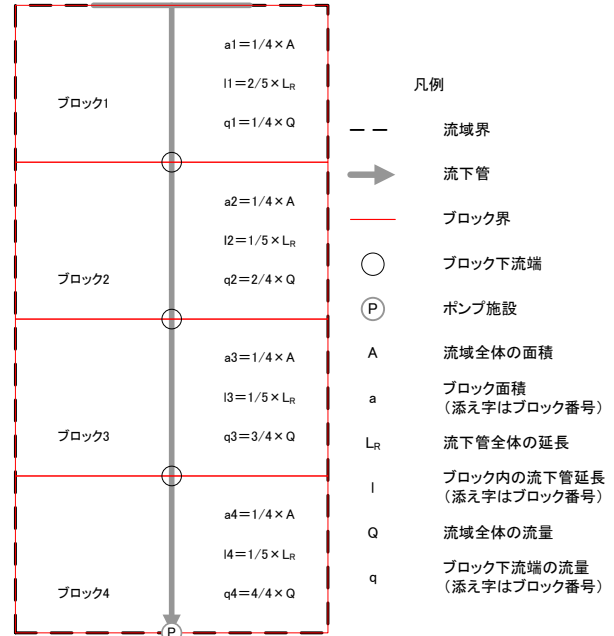 ブロック1
a1＝1/4×A
l1＝2/5×LR
q1＝1/4×Q
ブロック2
a2＝1/4×A
l2＝1/5×LR
q2＝2/4×Q
ブロック3
a3＝1/4×A
l3＝1/5×LR
q3＝3/4×Q
ブロック4
a4＝1/4×A
l4＝1/5×LR
q4＝4/4×Q
P
凡例
流域界
流下管
ブロック界
ブロック下流端
P ポンプ施設
A 流域全体の面積
a ブロック面積
（添え字はブロック番号）
LR 流下管全体の延長
l ブロック内の流下管延長
（添え字はブロック番号）
Q 流域全体の流量
q ブロック下流端の流量
（添え字はブロック番号）